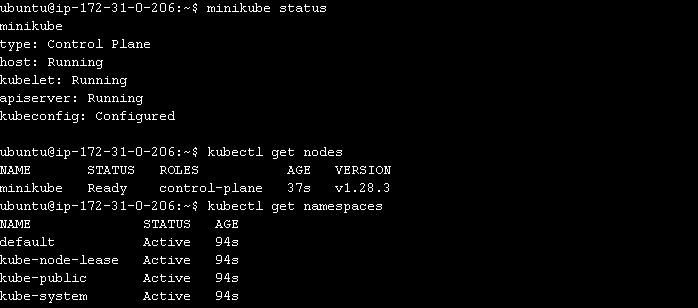 ubuntu@ip-172-31-0-206:~$ minikube status
minikube
type: Control Plane
host: Running
kubelet: Running
apiserver: Running
kubeconfig: Configured

ubuntu@ip-172-31-0-206:~$ kubectl get nodes
NAME       STATUS   ROLES           AGE   VERSION
minikube   Ready    control-plane   37s   v1.28.3
ubuntu@ip-172-31-0-206:~$ kubectl get namespaces
NAME              STATUS   AGE
default           Active   94s
kube-node-lease   Active   94s
kube-public       Active   94s
kube-system       Active   94s